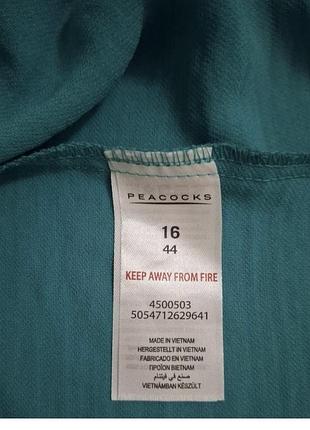 PEACOCKS
16
44
KEEP AWAY FROM FIRE
4500503
5054712629641
MADE IN VIETNAM
HERGESTELLT IN VIETNAM
FABRICADO EN VIETNAM
ΠΡΟΪΟΝ ΒΙΕΤΝΑΜ
صنع في فيتنام
VIETNÁMBAN KÉSZÜLT